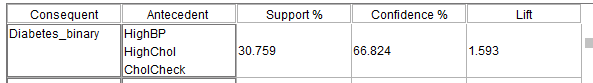 Consequent Antecedent Support % Confidence % Lift
Diabetes_binary HighBP
HighChol 30.759 66.824 1.593
CholCheck